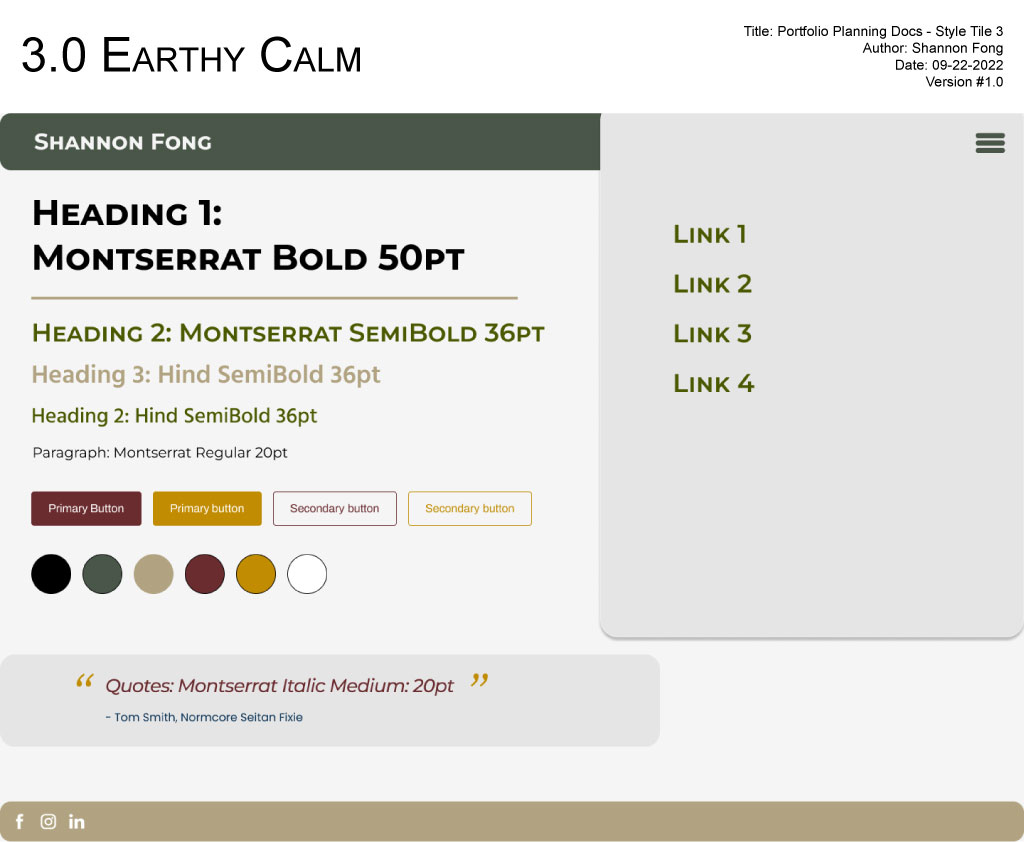 3.0 Earthy Calm
Title: Portfolio Planning Docs - Style Tile 3
Author: Shannon Fong
Date: 09-22-2022
Version #1.0
Shannon Fong
Heading 1:
Montserrat Bold 50pt
Heading 2: Montserrat SemiBold 36pt
Heading 3: Hind SemiBold 36pt
Heading 2: Hind SemiBold 36pt
Paragraph: Montserrat Regular 20pt
Primary Button
Primary button
Secondary button
Secondary button
Link 1
Link 2
Link 3
Link 4
“ Quotes: Montserrat Italic Medium: 20pt ”
- Tom Smith, Normcore Seitan Fixie